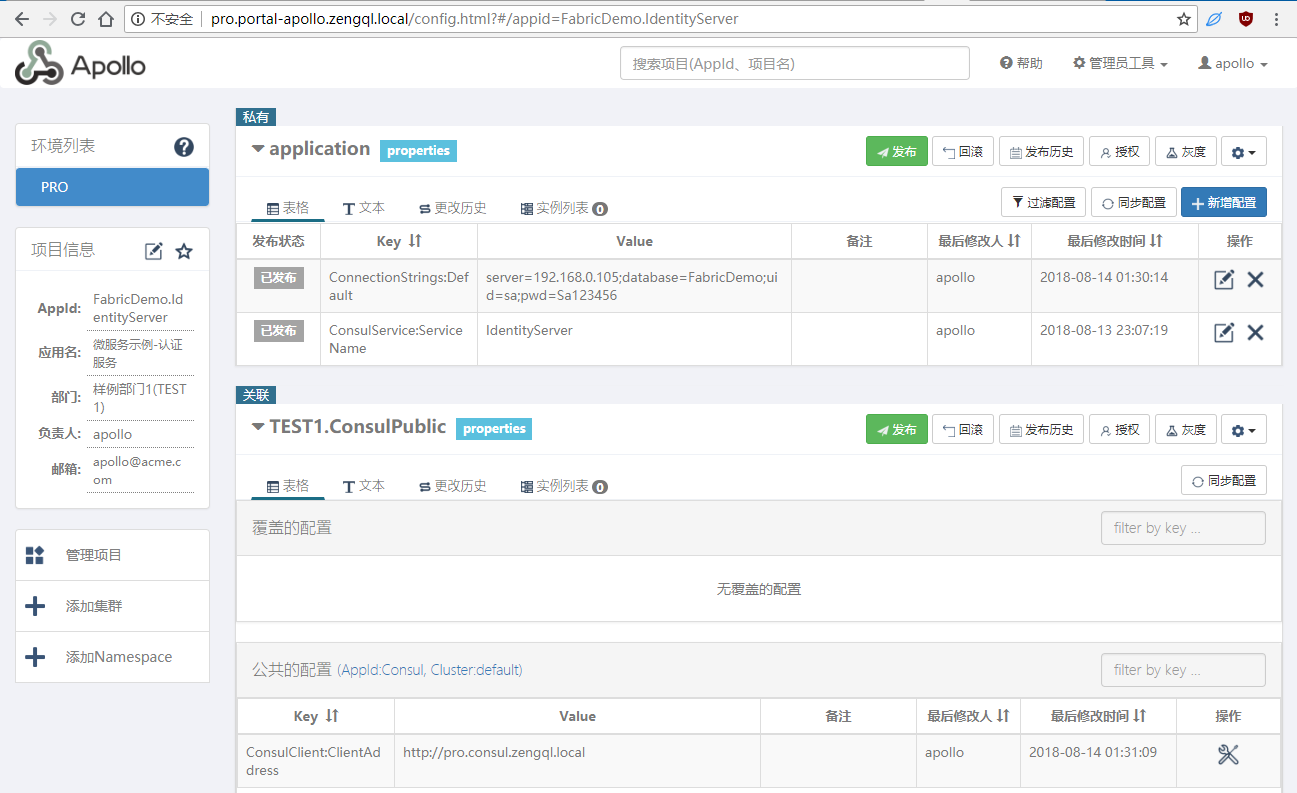 不安全 pro.portal-apollo.zengql.local/config.html?#/appid=FabricDemo.IdentityServer
Apollo
搜索项目(AppId、项目名)
帮助
管理员工具
apollo
环境列表
PRO
项目信息
AppId: FabricDemo.Id
entityServer
应用名: 微服务示例-认证
服务
部门: 样例部门1(TEST
1)
负责人: apollo
邮箱: apollo@acme.c
om
管理项目
添加集群
添加Namespace
私有
application properties
发布 回滚 发布历史 授权 灰度
表格 文本 更改历史 实例列表 0
过滤配置 同步配置 新增配置
发布状态 Key Value 备注 最后修改人 最后修改时间 操作
已发布 ConnectionStrings:Def server=192.168.0.105;database=FabricDemo;ui apollo 2018-08-14 01:30:14
ault d=sa;pwd=Sa123456
已发布 ConsulService:Service IdentityServer apollo 2018-08-13 23:07:19
Name
关联
TEST1.ConsulPublic properties
发布 回滚 发布历史 授权 灰度
表格 文本 更改历史 实例列表 0
同步配置
覆盖的配置 filter by key ...
无覆盖的配置
公共的配置 (AppId:Consul, Cluster:default) filter by key ...
Key Value 备注 最后修改人 最后修改时间 操作
ConsulClient:ClientAd http://pro.consul.zengql.local apollo 2018-08-14 01:31:09
dress